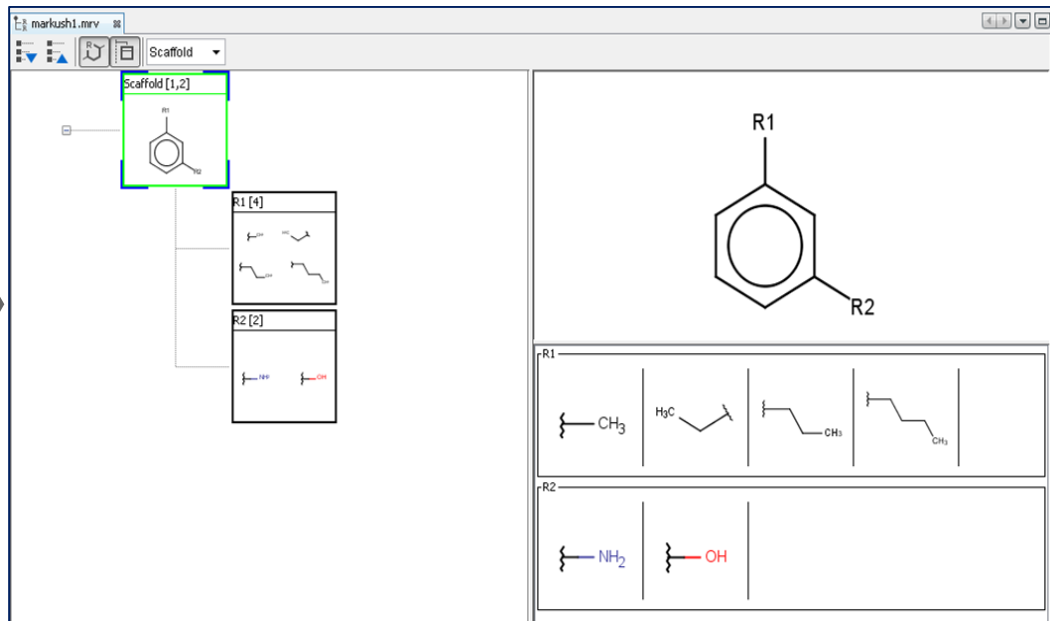 markush1.mrv
Scaffold
Scaffold [1,2]
R1
R2
R1 [4]
R2 [2]
R1
R2
R1
CH₃
H₃C
CH₃
CH₃
R2
NH₂
OH